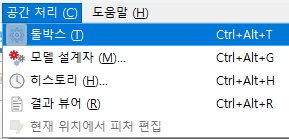 공간 처리 (C) 도움말 (H)
툴박스 (T) Ctrl+Alt+T
모델 설계자 (M)... Ctrl+Alt+G
히스토리 (H)... Ctrl+Alt+H
결과 뷰어 (R) Ctrl+Alt+R
현재 위치에서 피처 편집